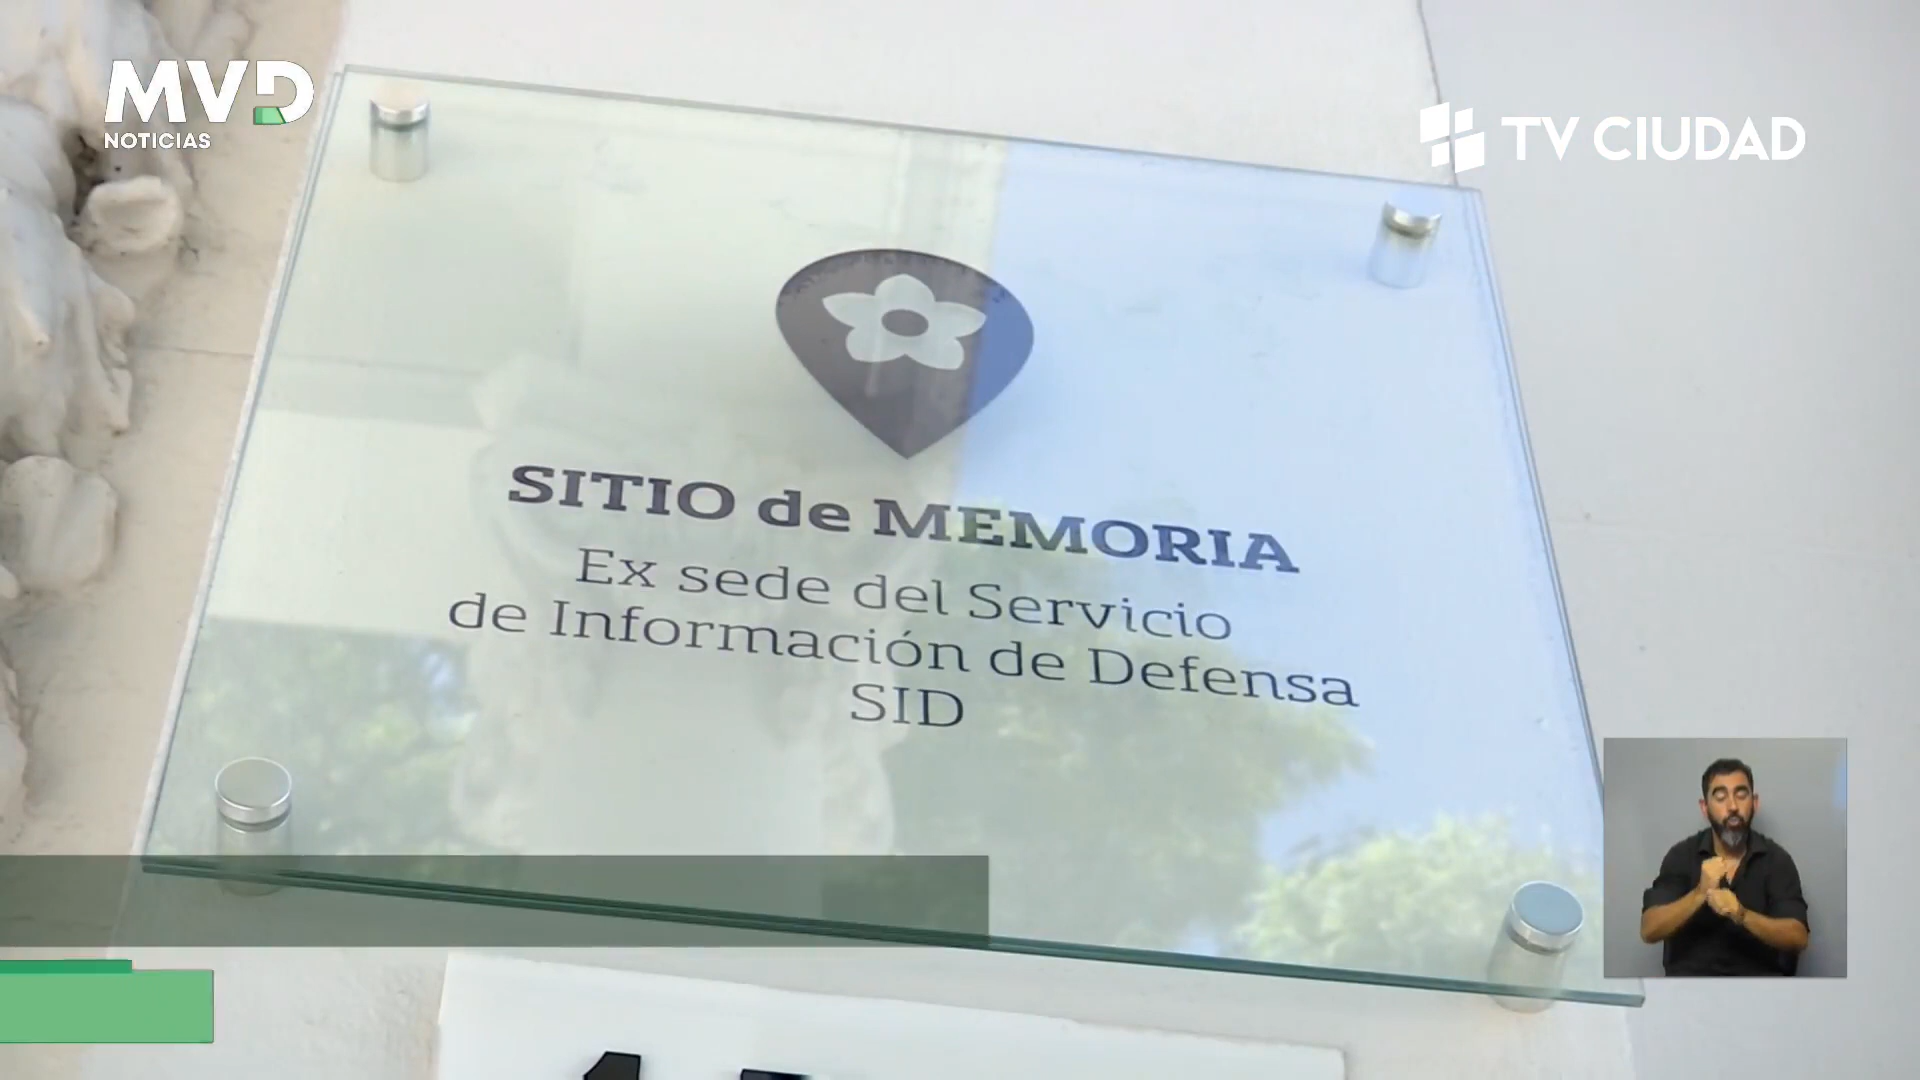 MVD
NOTICIAS
TV CIUDAD
SITIO de MEMORIA
Ex sede del Servicio
de Información de Defensa
SID